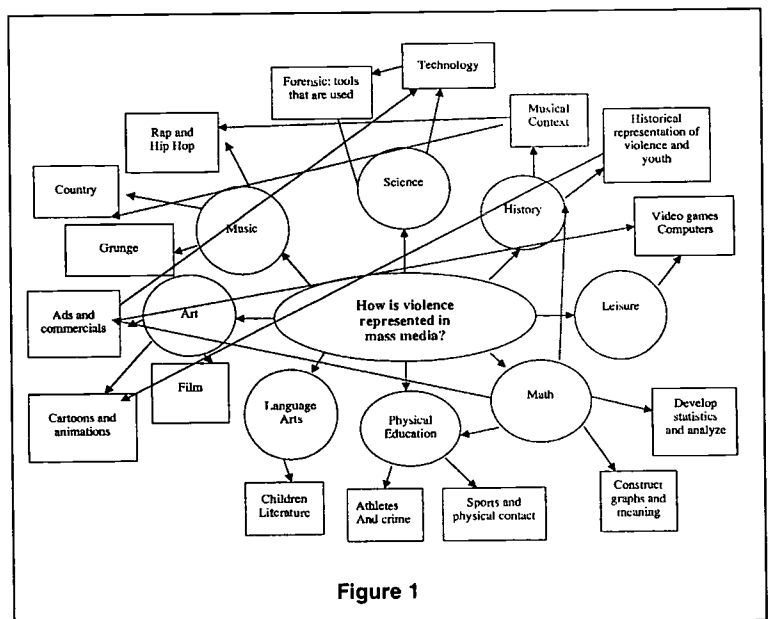 Technology
Forensic: tools
that are used
Musical
Context
Historical
representation of
violence and
youth
Rap and
Hip Hop
Science
Country
History
Music
Video games
Computers
Grunge
Leisure
Ads and
commercials
Art
How is violence
represented in
mass media?
Film
Math
Cartoons and
animations
Language
Arts
Physical
Education
Develop
statistics
and analyze
Children
Literature
Athletes
And crime
Sports and
physical contact
Construct
graphs and
meaning
Figure 1